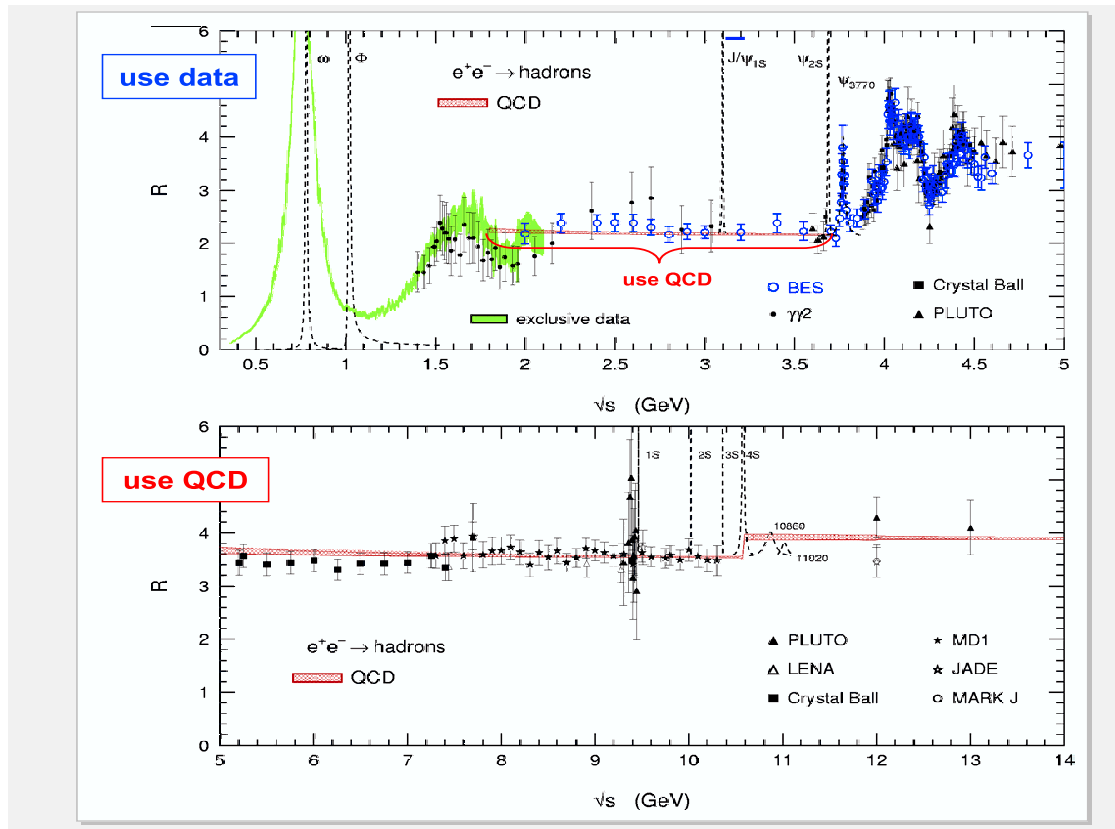 use data
6
5
4
3
2
1
0
R
ω
Φ
J/ψ1S
ψ2S
ψ3770
e+e− → hadrons
QCD
use QCD
exclusive data
BES
γγ2
Crystal Ball
PLUTO
0.5 1 1.5 2 2.5 3 3.5 4 4.5 5
√s (GeV)
use QCD
6
5
4
3
2
1
0
R
1S 2S 3S 4S
10860
11020
e+e− → hadrons
QCD
PLUTO
LENA
Crystal Ball
MD1
JADE
MARK J
5 6 7 8 9 10 11 12 13 14
√s (GeV)